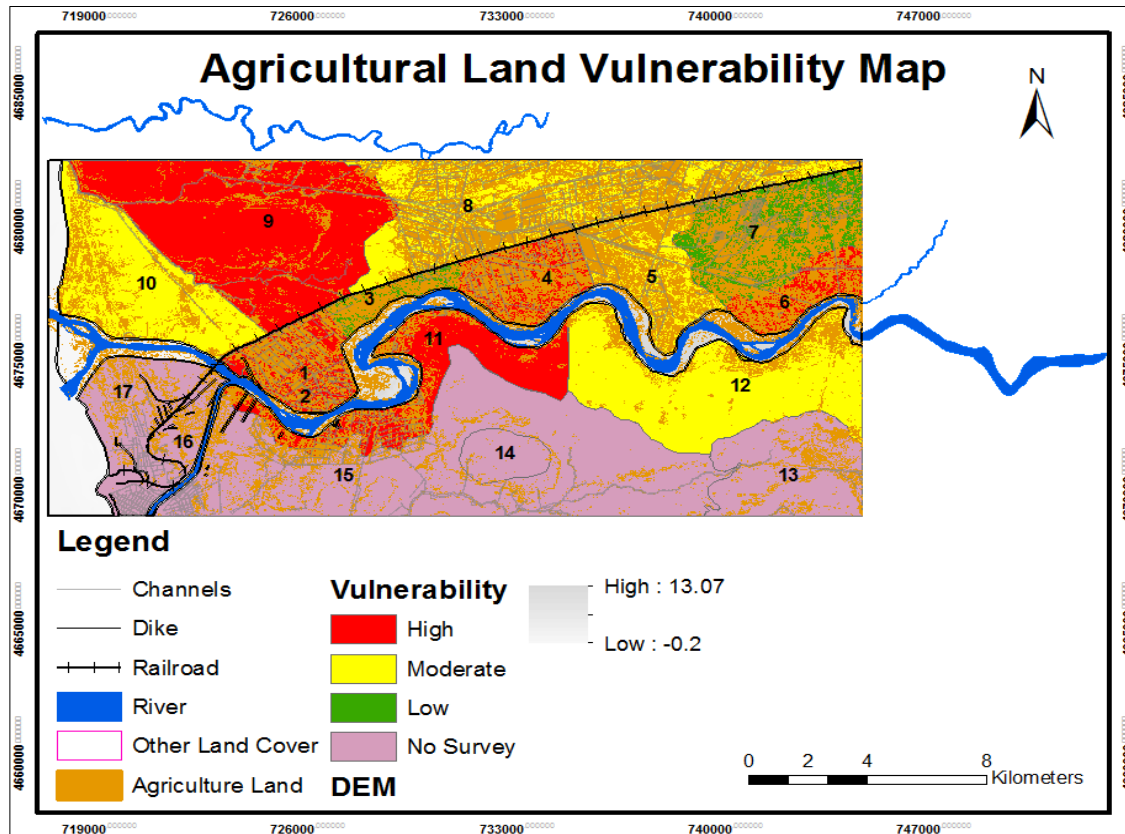 719000 726000 733000 740000 747000
Agricultural Land Vulnerability Map
N
4685000
4680000
4675000
4670000
4665000
4660000
8
9
7
10
5
4
3
6
11
1
12
2
17
16
14
15
13
Legend
Channels
Dike
Railroad
River
Other Land Cover
Agriculture Land
Vulnerability
High
Moderate
Low
No Survey
DEM
High : 13.07
Low : -0.2
0 2 4 8
Kilometers
719000 726000 733000 740000 747000